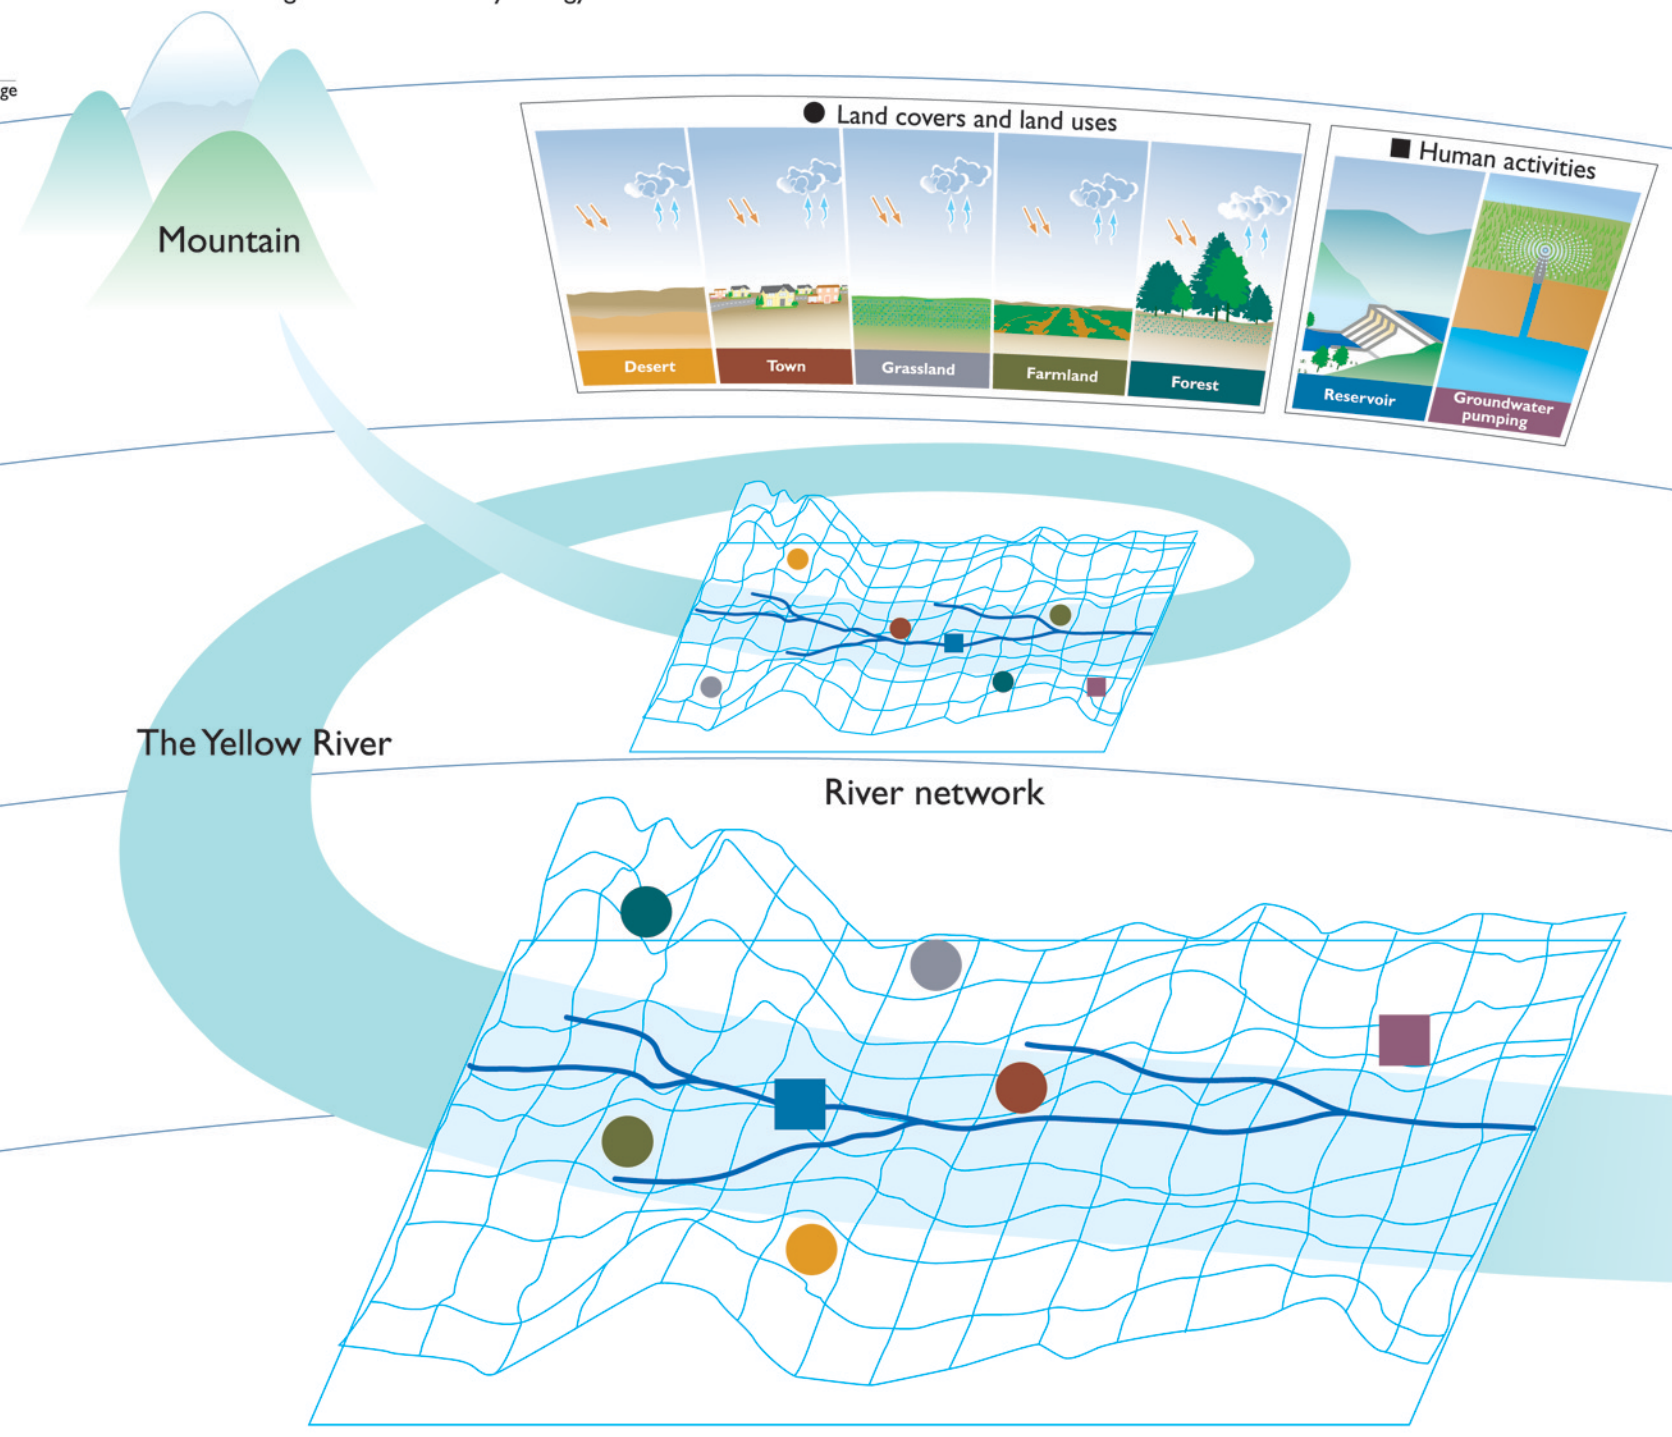 ge
Land covers and land uses
Human activities
Mountain
Desert
Town
Grassland
Farmland
Forest
Reservoir
Groundwater
pumping
The Yellow River
River network